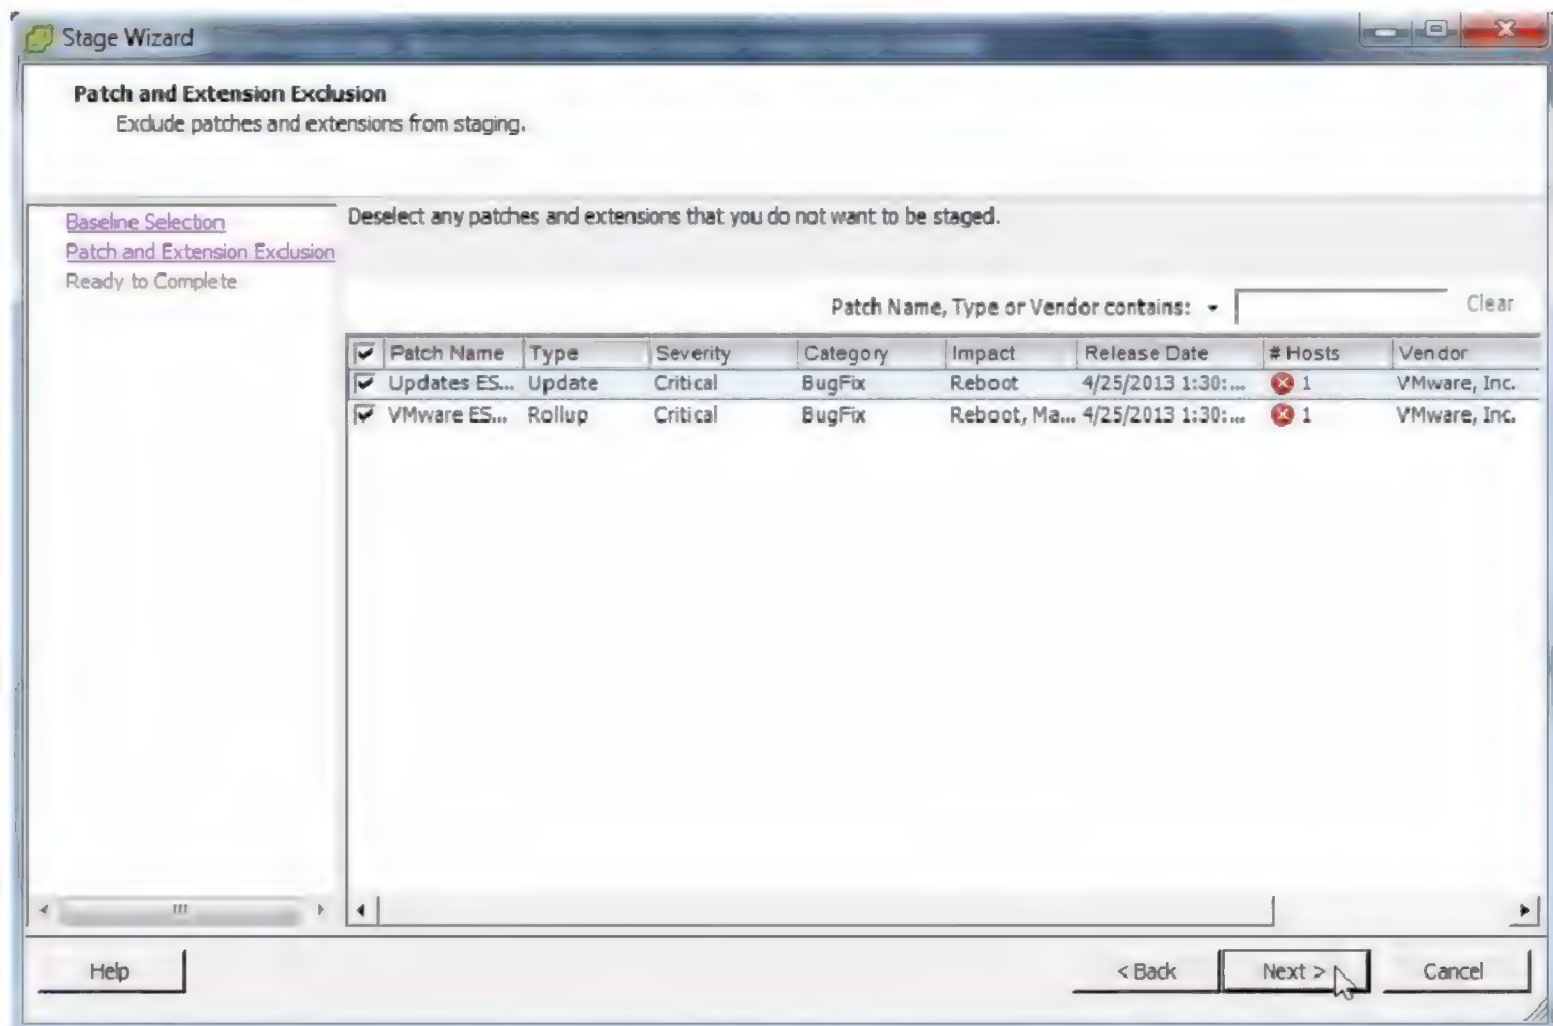 Stage Wizard
Patch and Extension Exclusion
Exclude patches and extensions from staging.
Baseline Selection
Patch and Extension Exclusion
Ready to Complete
Deselect any patches and extensions that you do not want to be staged.
Patch Name, Type or Vendor contains: Clear
Patch Name Type Severity Category Impact Release Date # Hosts Vendor
Updates ES... Update Critical BugFix Reboot 4/25/2013 1:30:... 1 VMware, Inc.
VMware ES... Rollup Critical BugFix Reboot, Ma... 4/25/2013 1:30:... 1 VMware, Inc.
Help < Back Next > Cancel